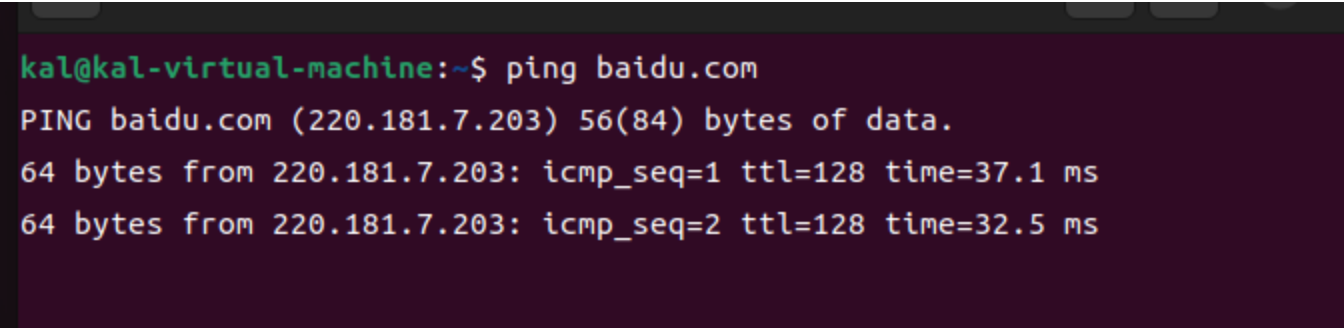 kal@kal-virtual-machine:~$ ping baidu.com
PING baidu.com (220.181.7.203) 56(84) bytes of data.
64 bytes from 220.181.7.203: icmp_seq=1 ttl=128 time=37.1 ms
64 bytes from 220.181.7.203: icmp_seq=2 ttl=128 time=32.5 ms